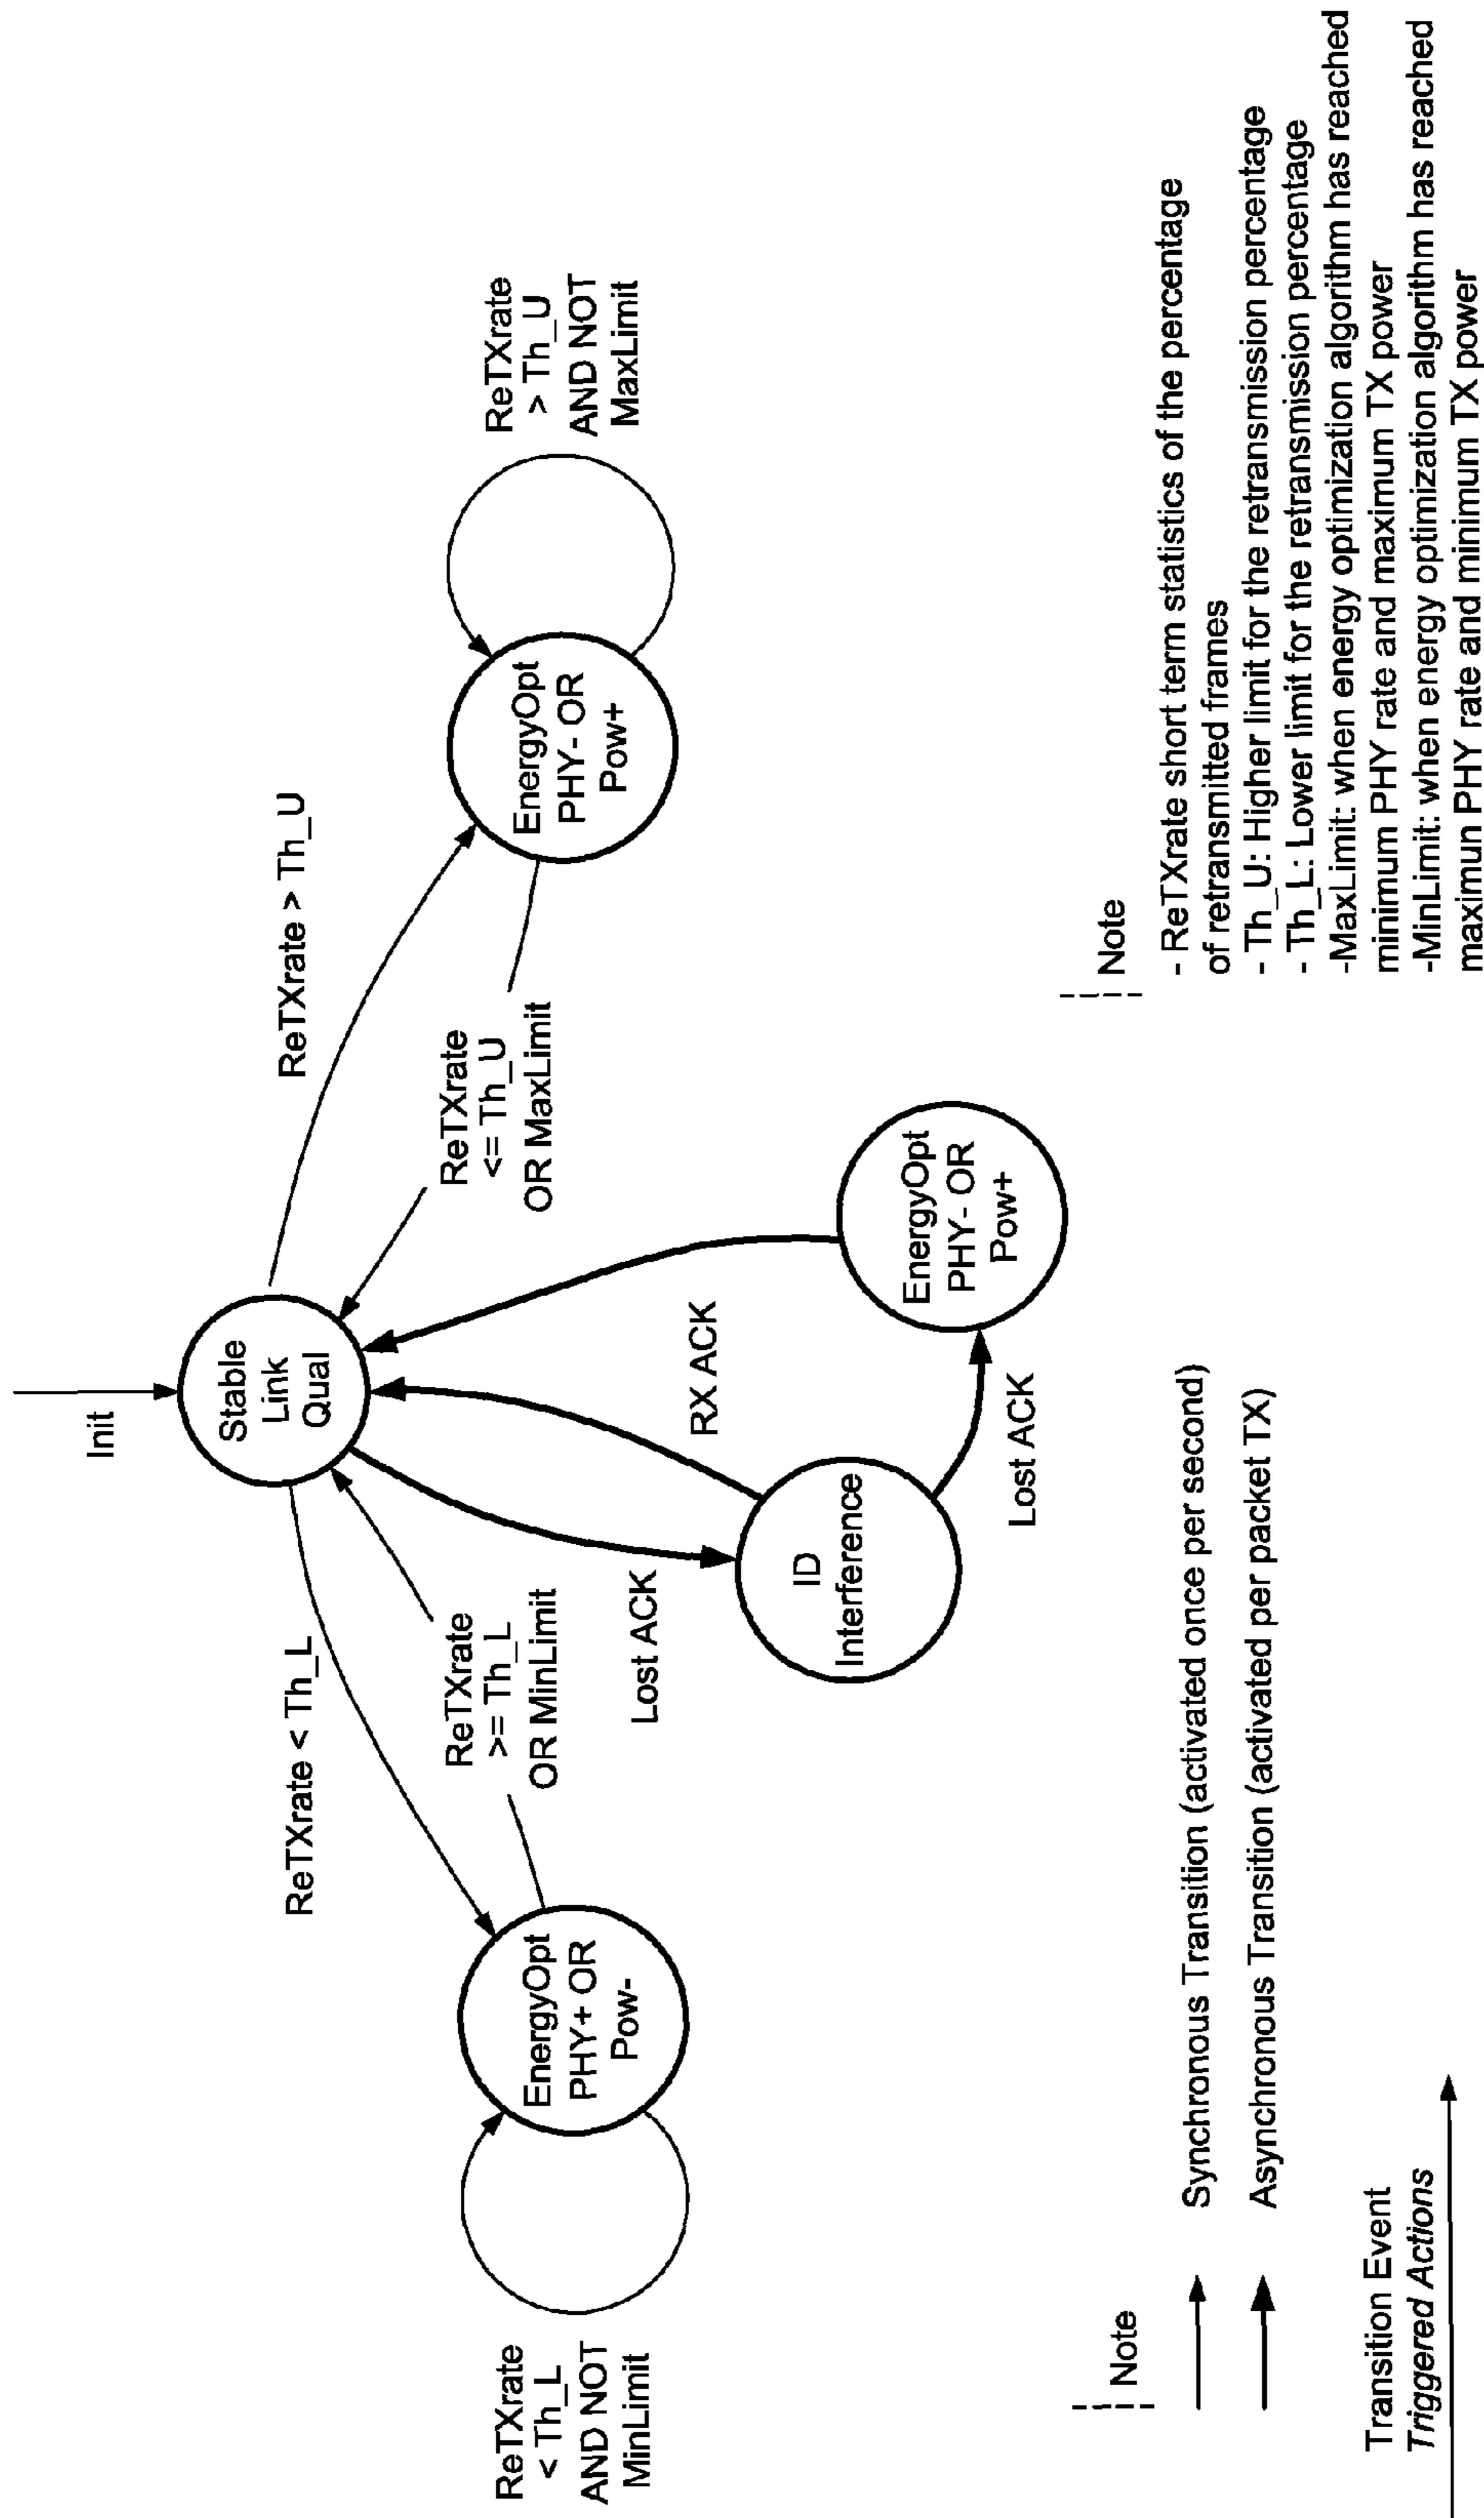 Init
Stable
Link
Qual
ReTXrate < Th_L
ReTXrate > Th_U
ReTXrate
< Th_L
AND NOT
MinLimit
EnergyOpt
PHY+ OR
Pow-
ReTXrate
>= Th_L
OR MinLimit
ReTXrate
<= Th_U
OR MaxLimit
EnergyOpt
PHY- OR
Pow+
ReTXrate
> Th_U
AND NOT
MaxLimit
Lost ACK
RX ACK
ID
Interference
EnergyOpt
PHY- OR
Pow+
Lost ACK
Note
Synchronous Transition (activated once per second)
Asynchronous Transition (activated per packet TX)
Transition Event
Triggered Actions
Note
- ReTXrate short term statistics of the percentage
of retransmitted frames
- Th_U: Higher limit for the retransmission percentage
- Th_L: Lower limit for the retransmission percentage
-MaxLimit: when energy optimization algorithm has reached
minimum PHY rate and maximum TX power
-MinLimit: when energy optimization algorithm has reached
maximun PHY rate and minimum TX power